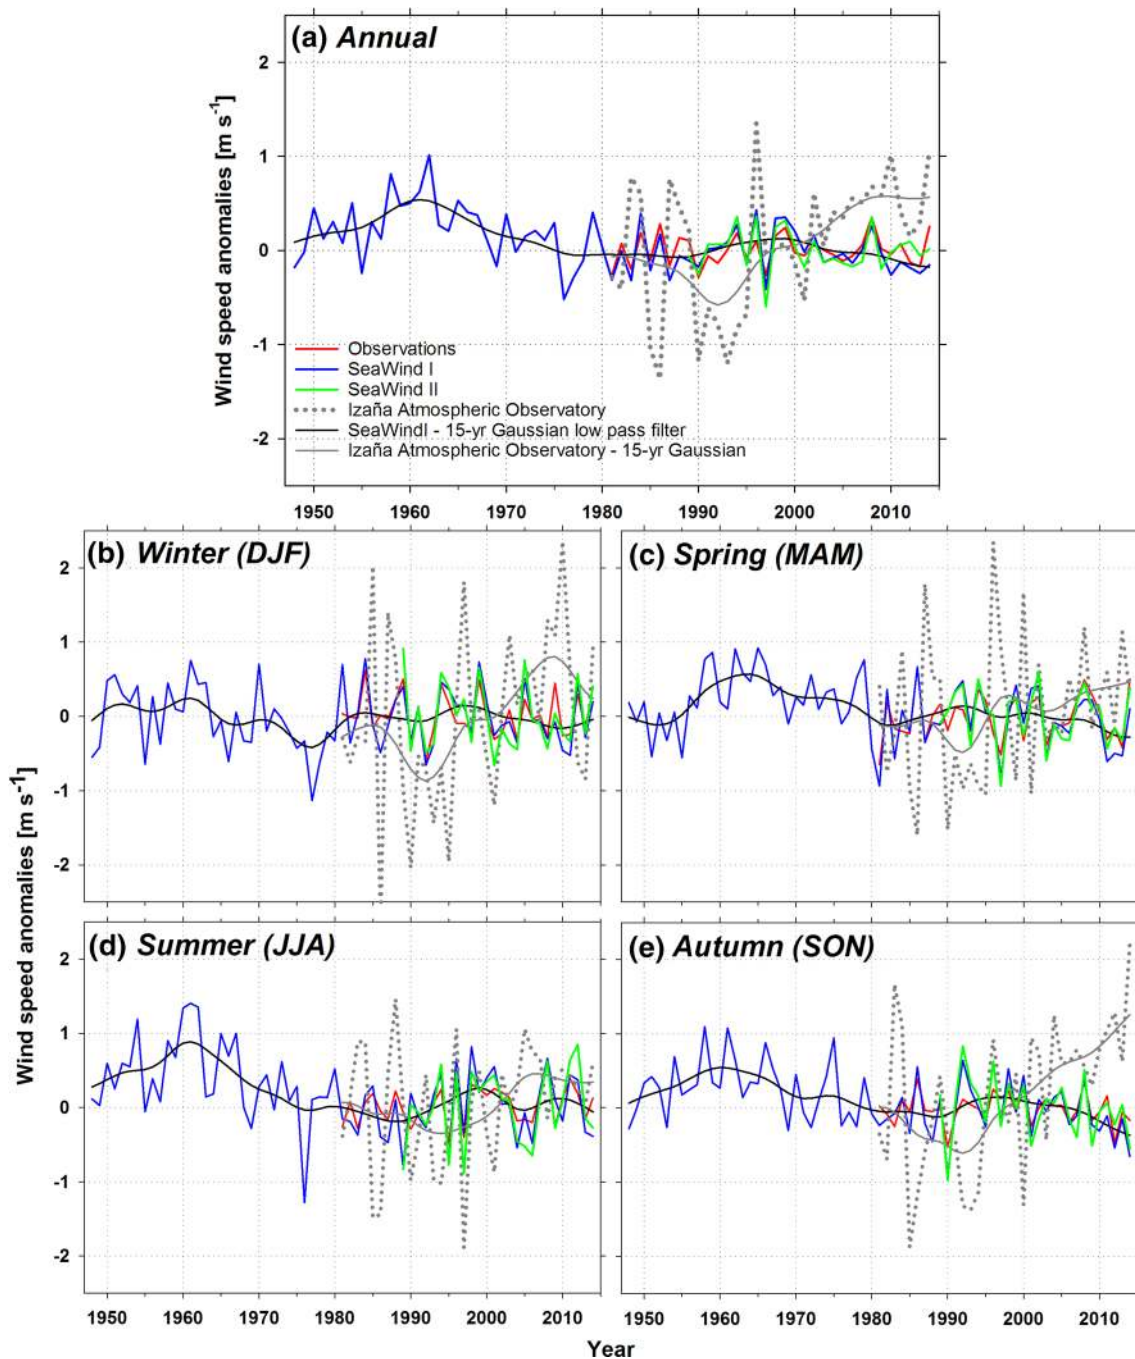 (a) Annual
2
1
0
-1
-2
Wind speed anomalies [m s-1]
Observations
SeaWind I
SeaWind II
Izaña Atmospheric Observatory
SeaWindI - 15-yr Gaussian low pass filter
Izaña Atmospheric Observatory - 15-yr Gaussian
1950 1960 1970 1980 1990 2000 2010
(b) Winter (DJF)
(c) Spring (MAM)
2
1
0
-1
-2
Wind speed anomalies [m s-1]
(d) Summer (JJA)
(e) Autumn (SON)
2
1
0
-1
-2
1950 1960 1970 1980 1990 2000 2010
1950 1960 1970 1980 1990 2000 2010
Year